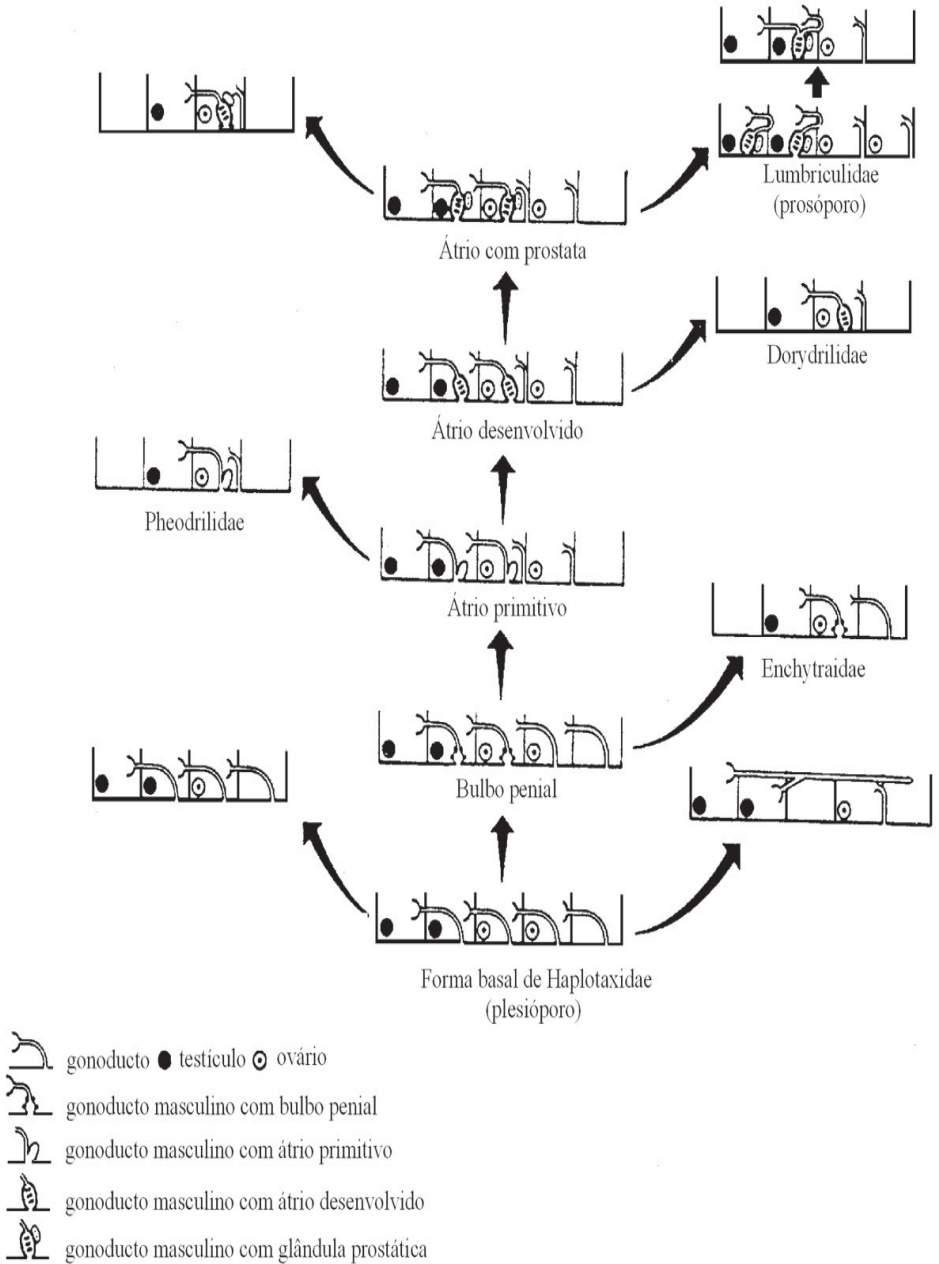 Lumbriculidae
(prosóporo)
Átrio com prostata
Dorydrilidae
Átrio desenvolvido
Pheodrilidae
Átrio primitivo
Enchytraidae
Bulbo penial
Forma basal de Haplotaxidae
(plesióporo)
gonoducto testículo ovário
gonoducto masculino com bulbo penial
gonoducto masculino com átrio primitivo
gonoducto masculino com átrio desenvolvido
gonoducto masculino com glândula prostática